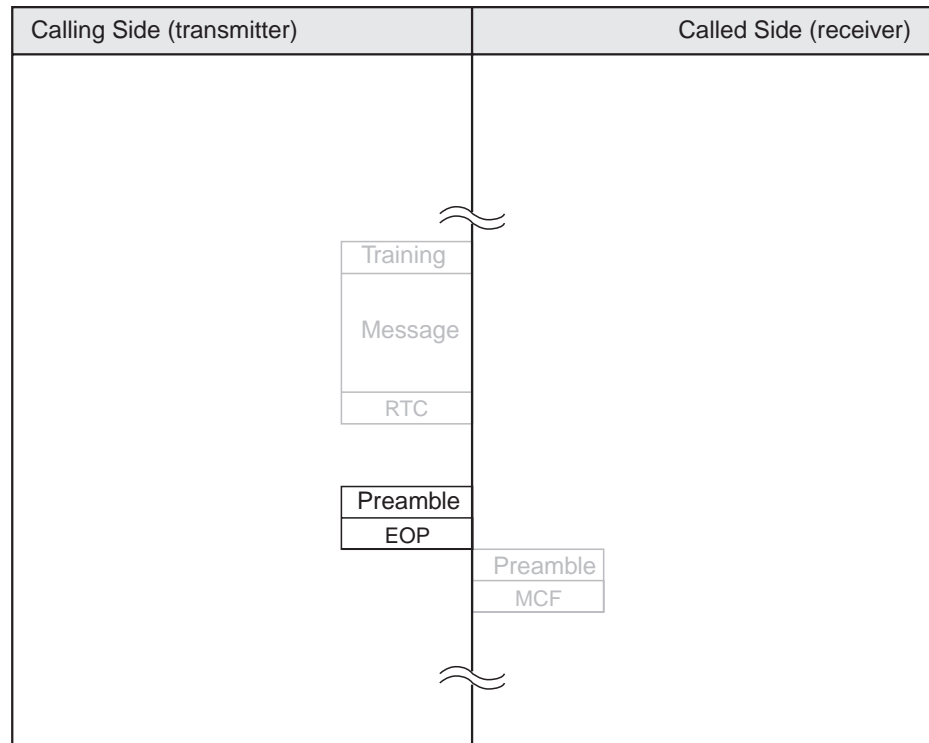 Calling Side (transmitter)
Called Side (receiver)
Training
Message
RTC
Preamble
EOP
Preamble
MCF